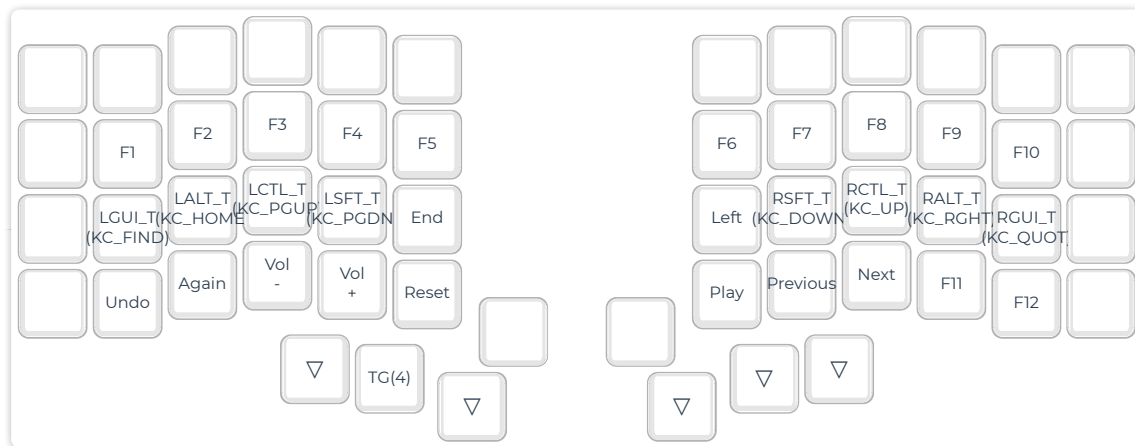 F1
F2
F3
F4
F5
F6
F7
F8
F9
F10
LGUI_T
(KC_FIND)
LALT_T
(KC_HOME
LCTL_T
(KC_PGUP
LSFT_T
(KC_PGDN
End
Left
RSFT_T
(KC_DOWN
RCTL_T
(KC_UP)
RALT_T
(KC_RGHT)
RGUI_T
(KC_QUOT)
Undo
Again
Vol
-
Vol
+
Reset
Play
Previous
Next
F11
F12
▽
TG(4)
▽
▽
▽
▽